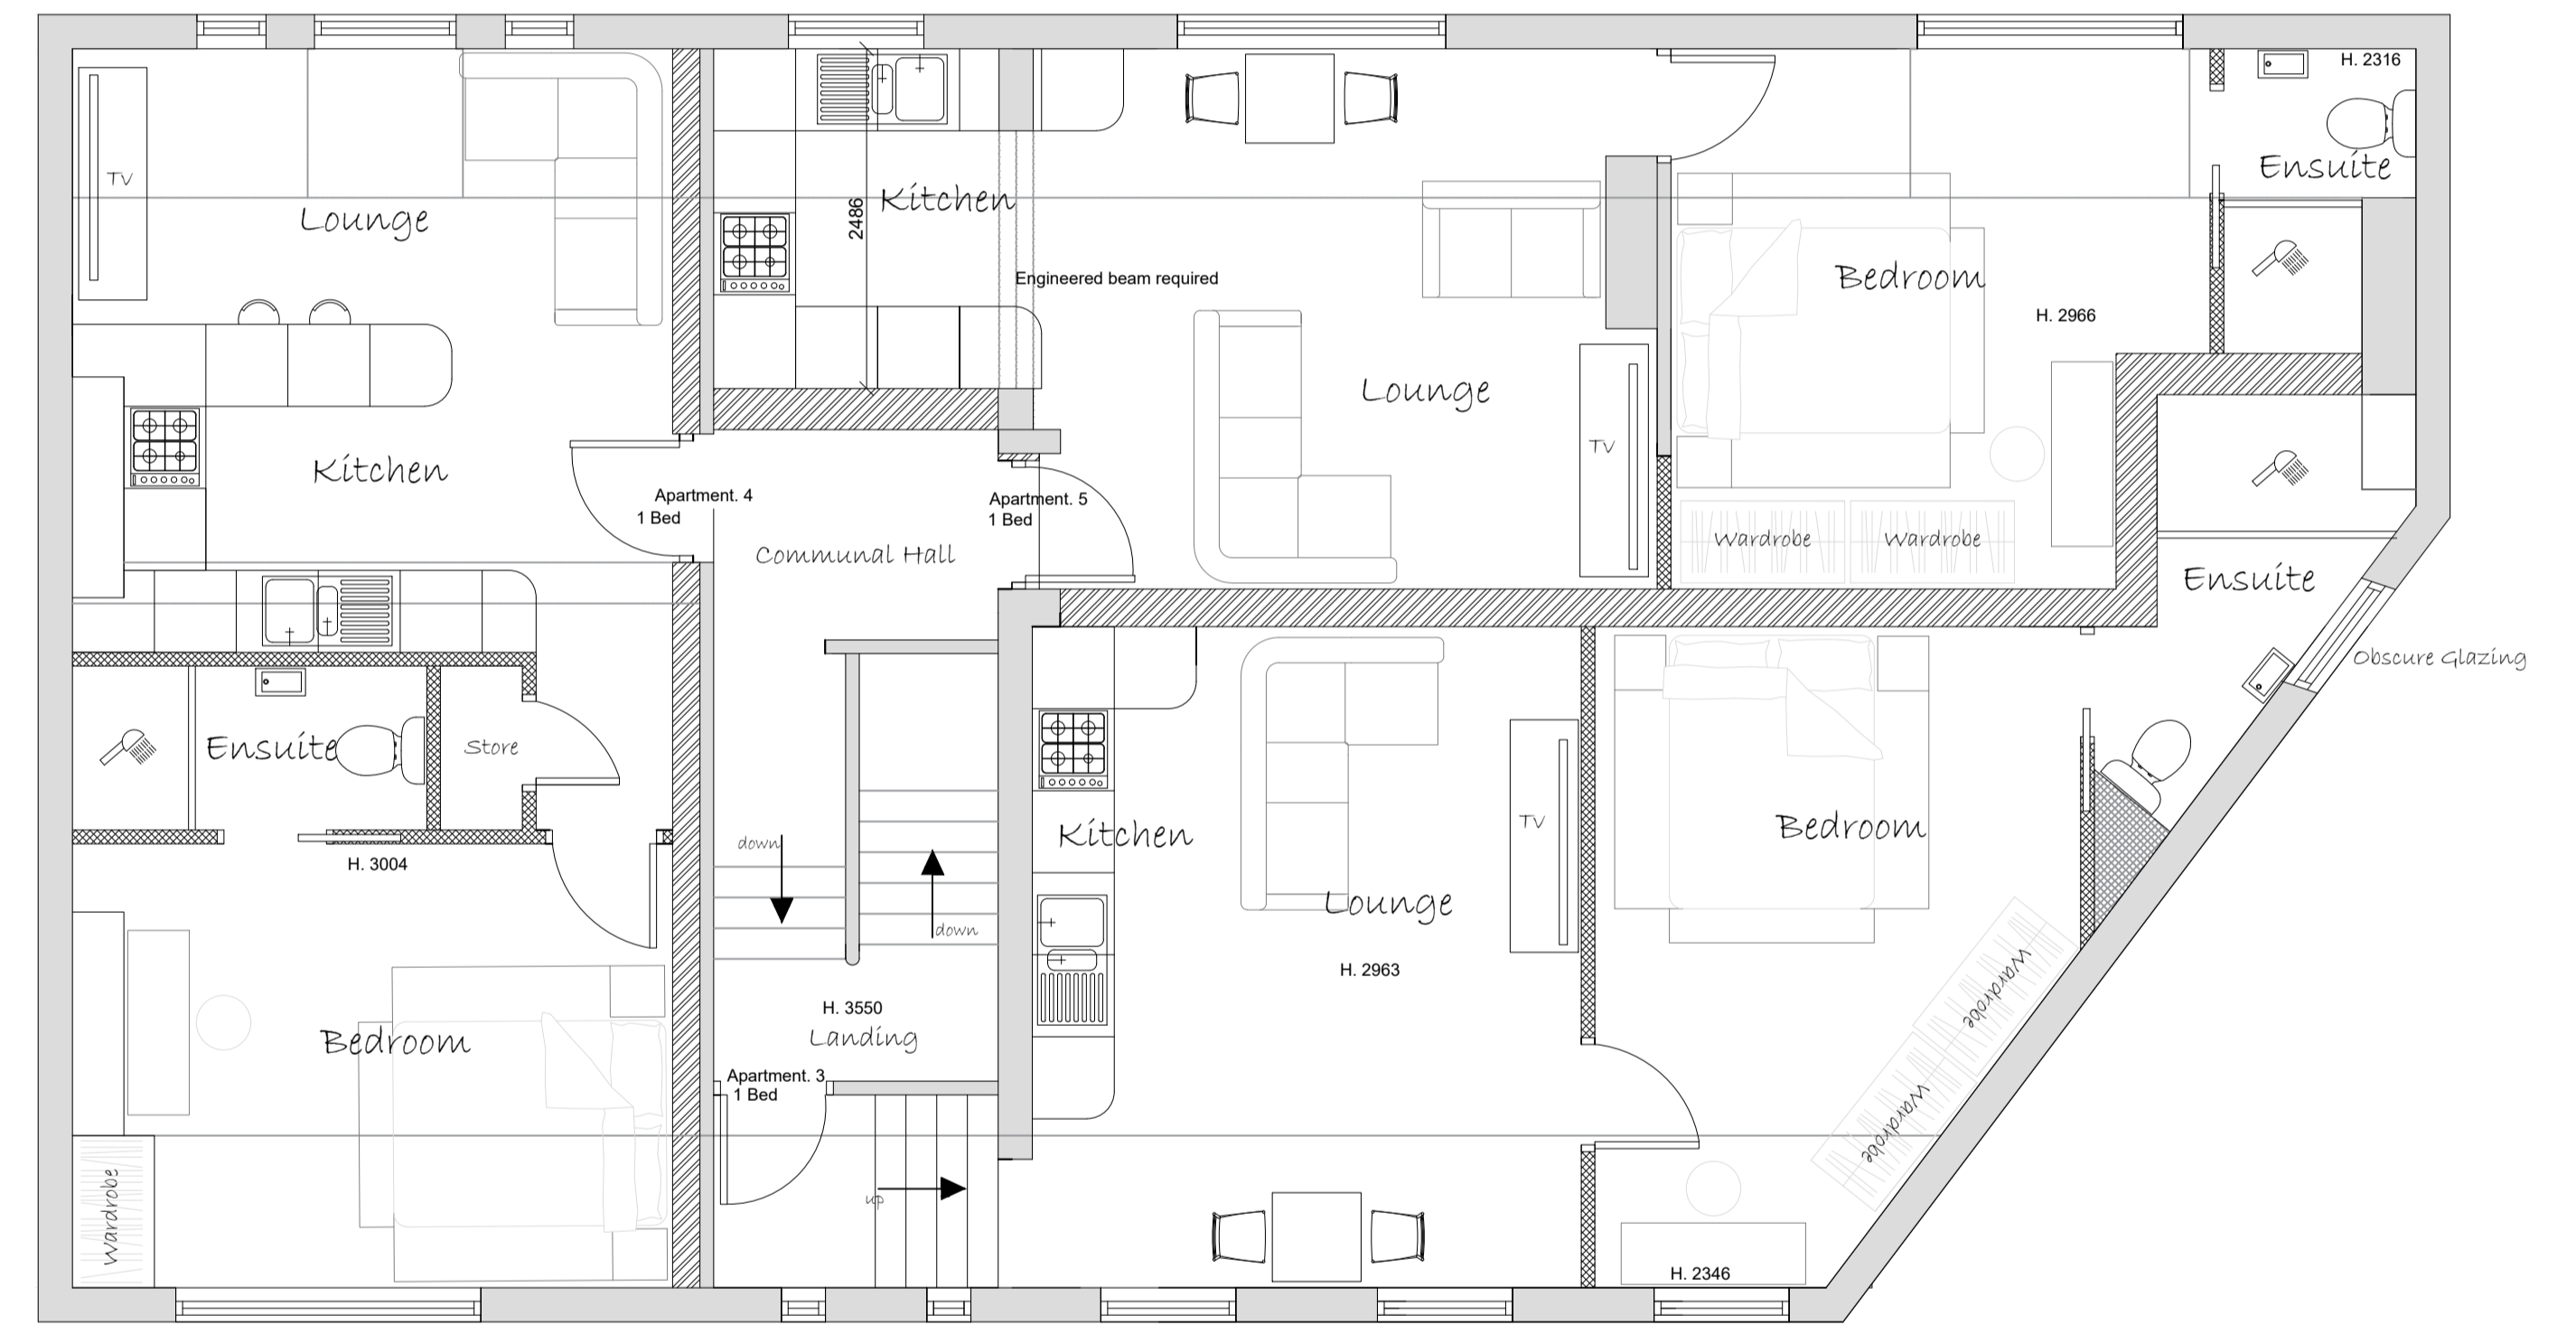 H. 2316
Ensuite
TV
Lounge
Kitchen
2486
Engineered beam required
Bedroom
H. 2966
Lounge
TV
Kitchen
Apartment. 4
1 Bed
Apartment. 5
1 Bed
Communal Hall
Wardrobe
Wardrobe
Ensuite
Obscure Glazing
Ensuite
Store
H. 3004
down
down
Kitchen
TV
Lounge
Bedroom
H. 2963
Wardrobe
Wardrobe
H. 3550
Landing
Bedroom
Apartment. 3
1 Bed
up
Wardrobe
H. 2346